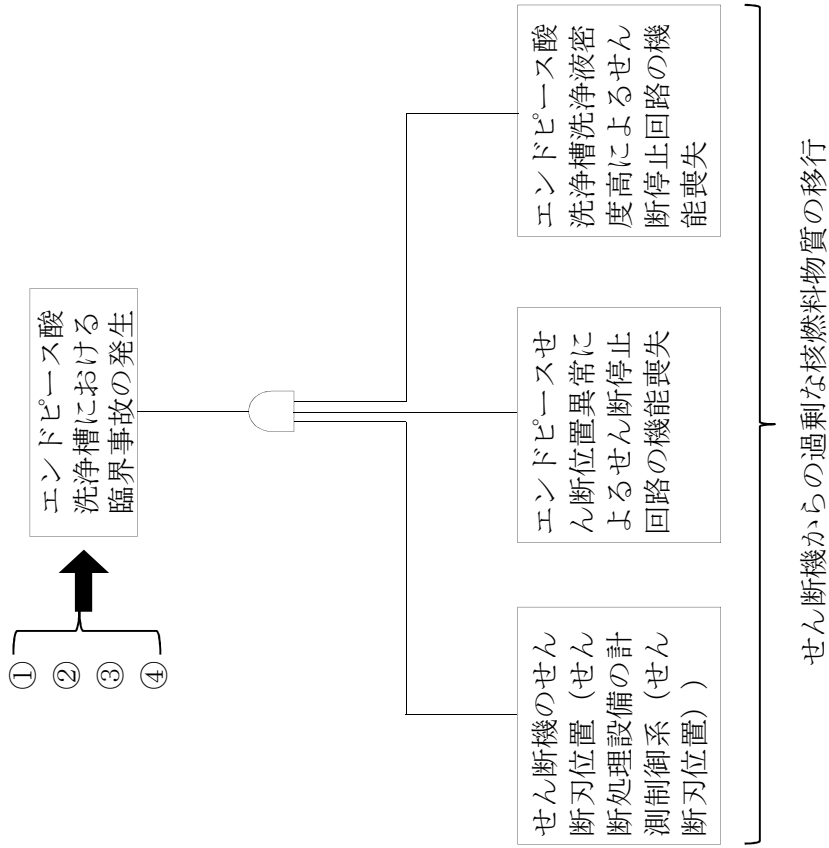 ①
②
③
④
エンドピース酸
洗浄槽における
臨界事故の発生
せん断機のせん
断刃位置（せん
断処理設備の計
測制御系（せん
断刃位置））
エンドピースせ
ん断位置異常に
よるせん断停止
回路の機能喪失
エンドピース酸
洗浄槽洗浄液密
度高によるせん
断停止回路の機
能喪失
せん断機からの過剰な核燃料物質の移行